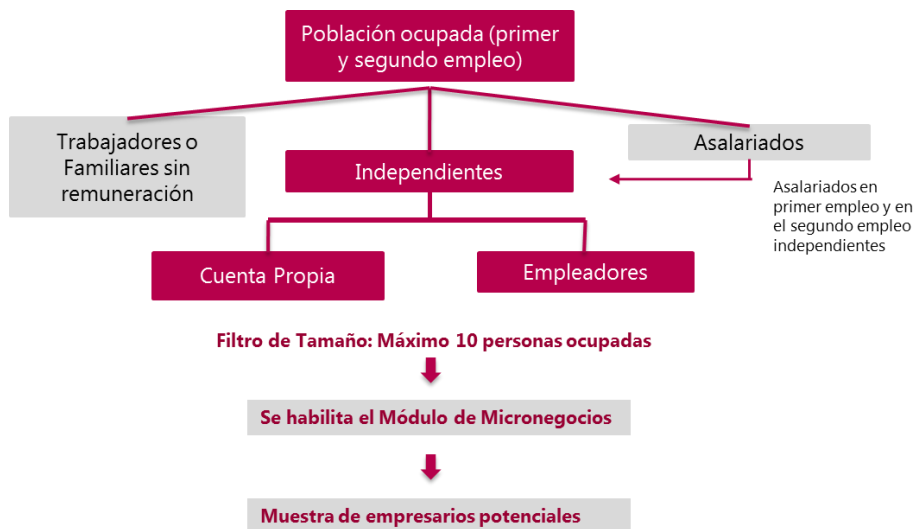 Población ocupada (primer
y segundo empleo)
Trabajadores o
Familiares sin
remuneración
Independientes
Asalariados
Asalariados en
primer empleo y en
el segundo empleo
independientes
Cuenta Propia
Empleadores
Filtro de Tamaño: Máximo 10 personas ocupadas
Se habilita el Módulo de Micronegocios
Muestra de empresarios potenciales